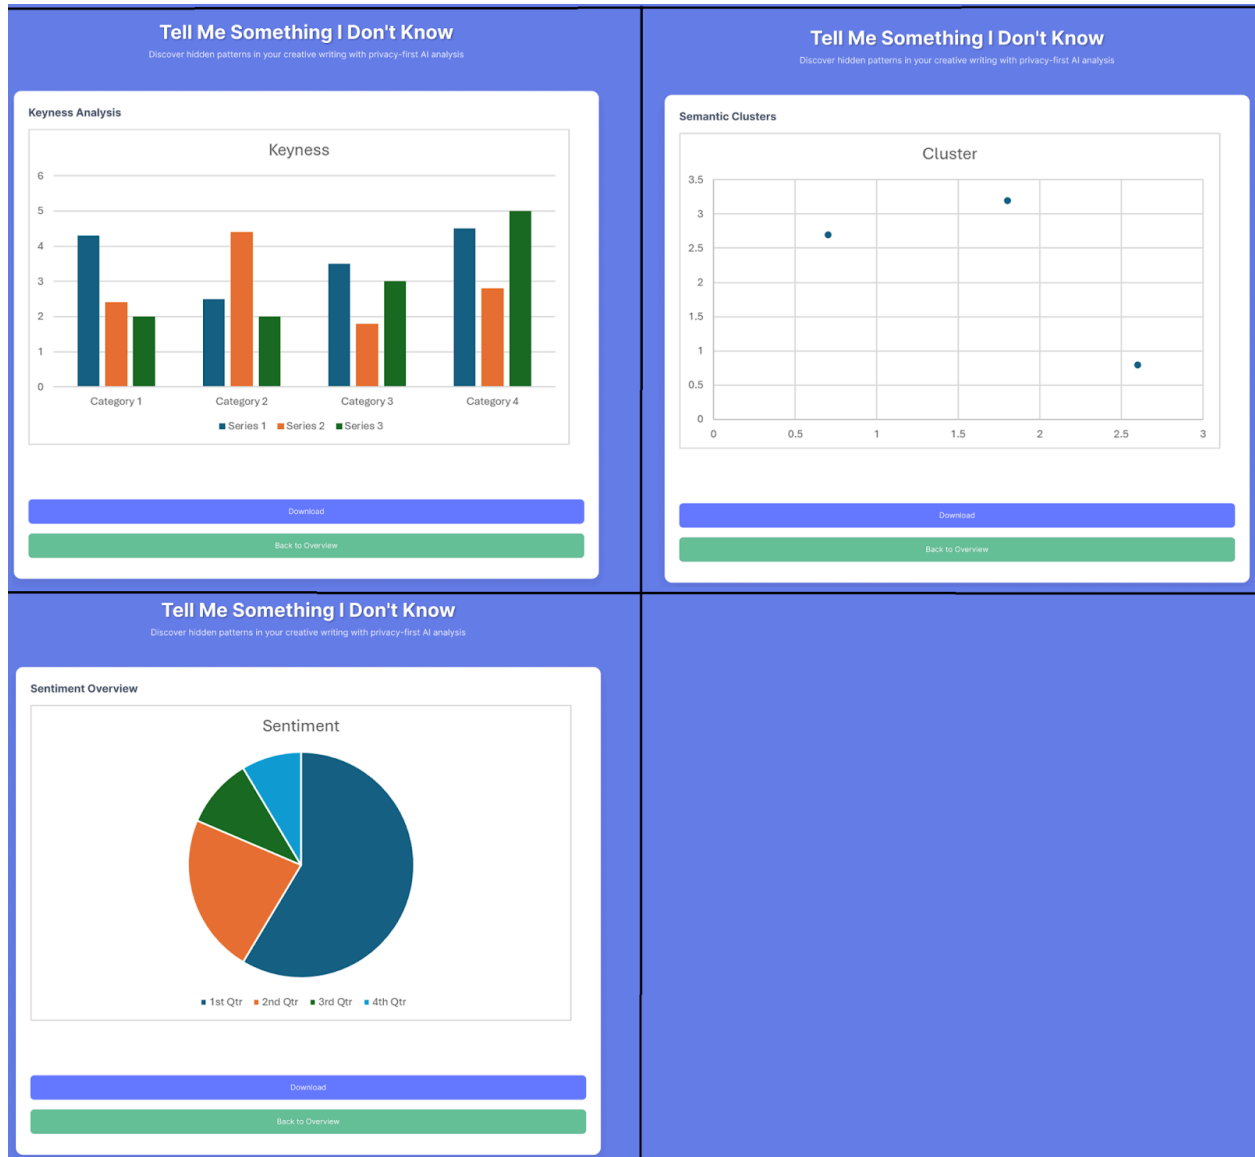 Tell Me Something I Don't Know
Discover hidden patterns in your creative writing with privacy-first AI analysis
Keyness Analysis
Keyness
6
5
4
3
2
1
0
Category 1 Category 2 Category 3 Category 4
Series 1 Series 2 Series 3
Download
Back to Overview
Tell Me Something I Don't Know
Discover hidden patterns in your creative writing with privacy-first AI analysis
Semantic Clusters
Cluster
3.5
3
2.5
2
1.5
1
0.5
0
0 0.5 1 1.5 2 2.5 3
Download
Back to Overview
Tell Me Something I Don't Know
Discover hidden patterns in your creative writing with privacy-first AI analysis
Sentiment Overview
Sentiment
1st Qtr 2nd Qtr 3rd Qtr 4th Qtr
Download
Back to Overview